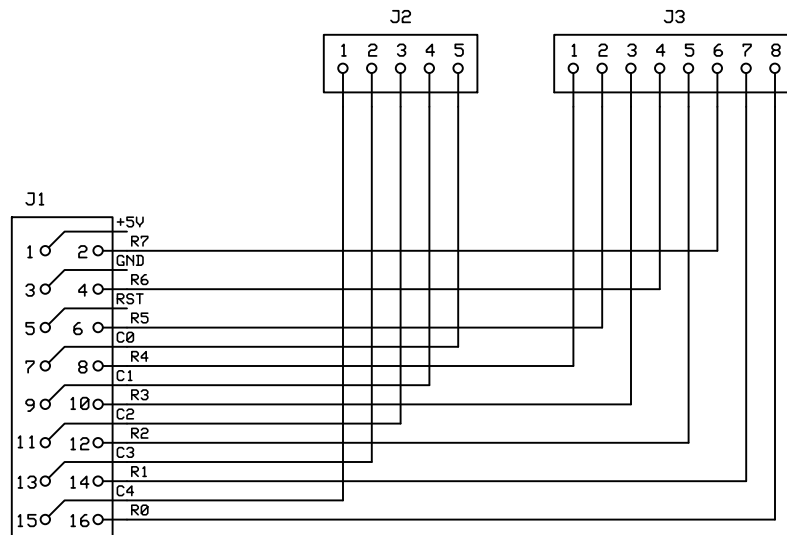 J2 J3
1 2 3 4 5 1 2 3 4 5 6 7 8
J1
+5V
1 2 R7
GND
3 4 R6
RST
5 6 R5
C0
7 8 R4
C1
9 10 R3
C2
11 12 R2
C3
13 14 R1
C4
15 16 R0